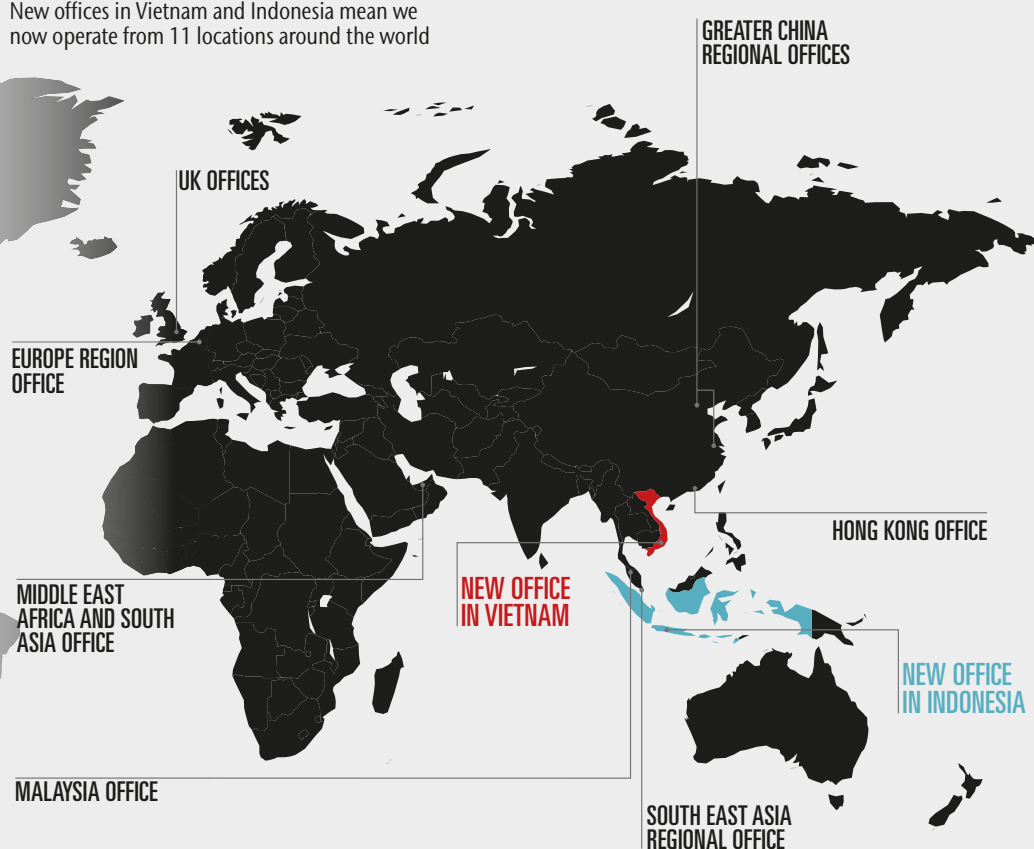 New offices in Vietnam and Indonesia mean we
now operate from 11 locations around the world
GREATER CHINA
REGIONAL OFFICES
UK OFFICES
EUROPE REGION
OFFICE
HONG KONG OFFICE
MIDDLE EAST
AFRICA AND SOUTH
ASIA OFFICE
NEW OFFICE
IN VIETNAM
NEW OFFICE
IN INDONESIA
MALAYSIA OFFICE
SOUTH EAST ASIA
REGIONAL OFFICE